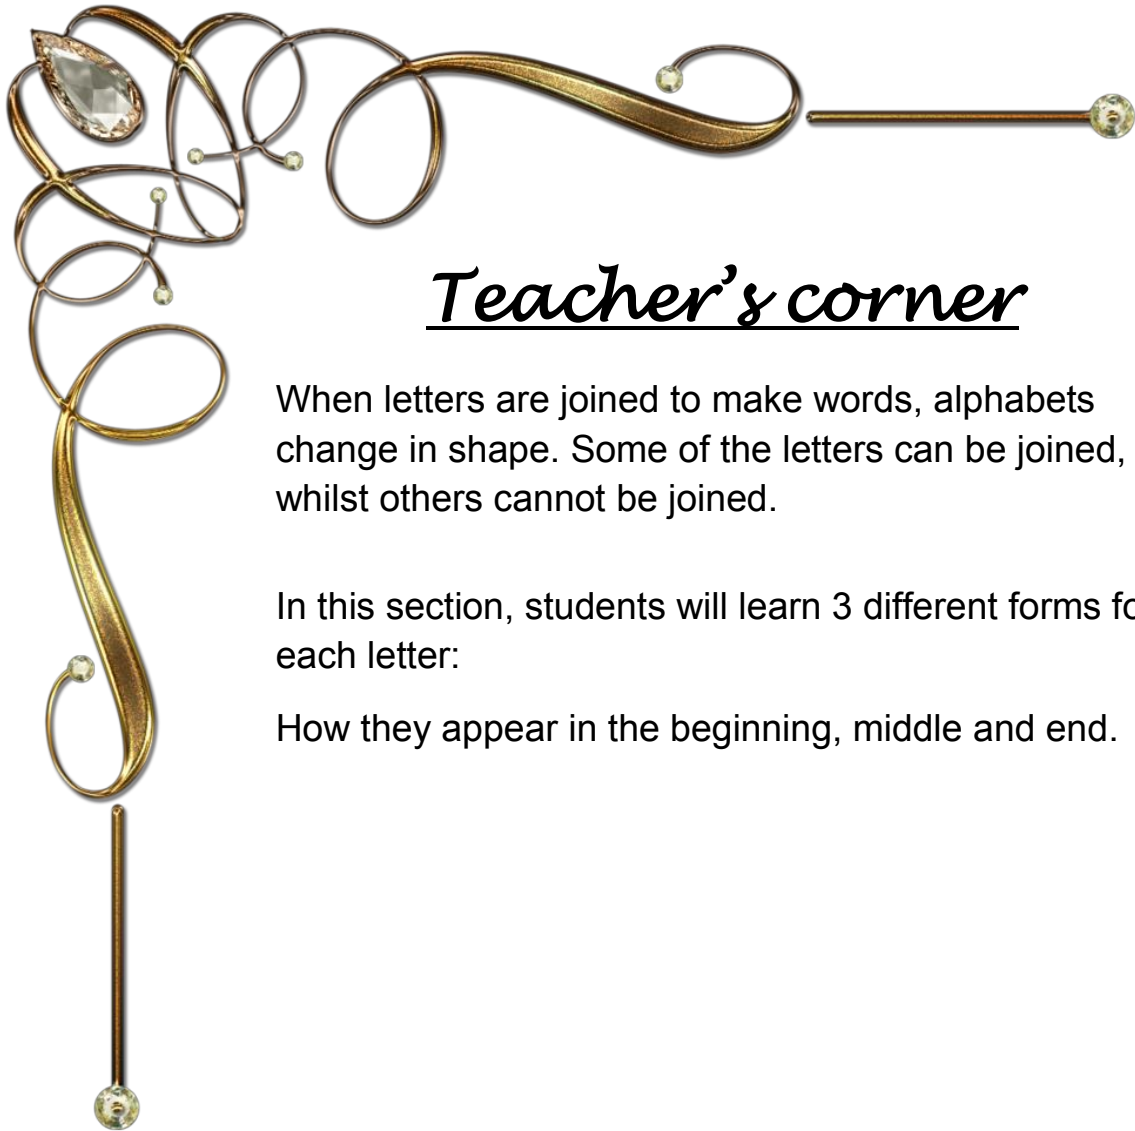 Teacher's corner
When letters are joined to make words, alphabets
change in shape. Some of the letters can be joined,
whilst others cannot be joined.
In this section, students will learn 3 different forms
each letter:
How they appear in the beginning, middle and end.